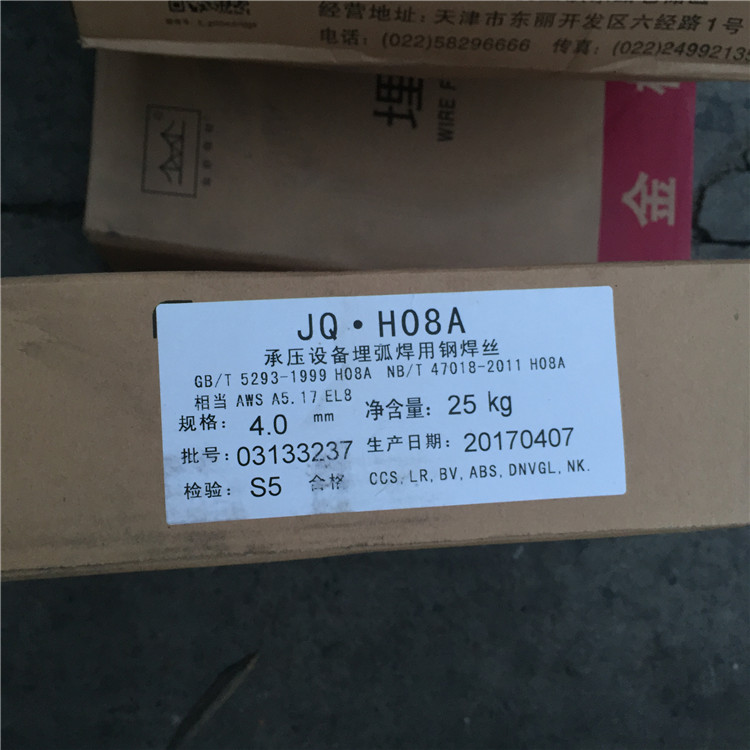 经营地址：天津市东丽开发区六经路1号
电话：(022)58296666 传真：(022)2499213
埋
WIRE F
金
JQ·H08A
承压设备埋弧焊用钢焊丝
GB/T 5293-1999 H08A NB/T 47018-2011 H08A
相当 AWS A5.17 EL8
规格：4.0 mm 净含量：25 kg
批号：03133237 生产日期：20170407
检验：S5 合格 CCS,LR,BV,ABS,DNVGL,NK.